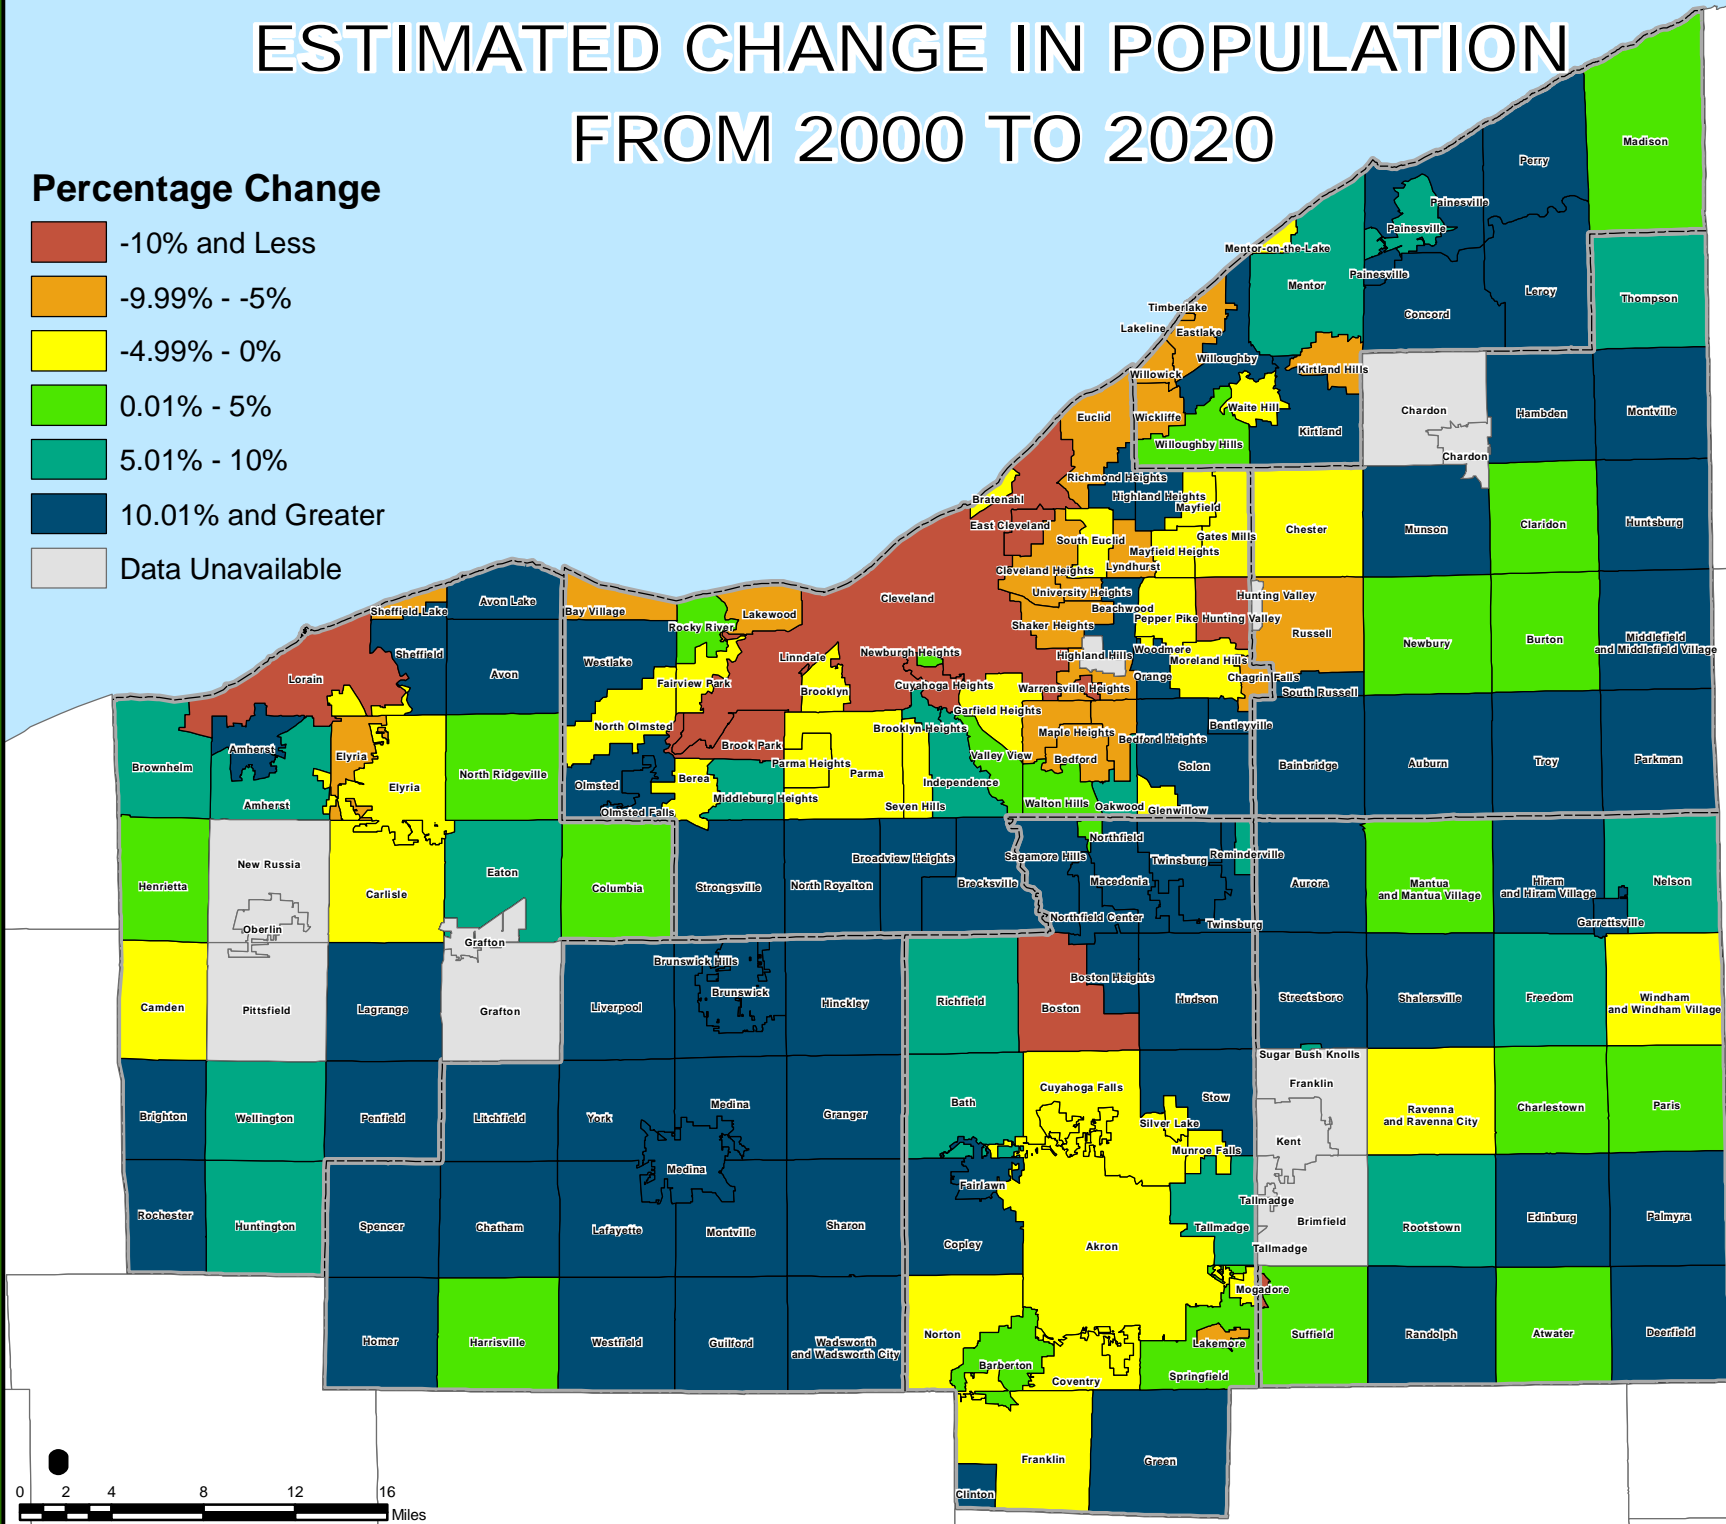 ESTIMATED CHANGE IN POPULATION
FROM 2000 TO 2020
Percentage Change
-10% and Less
-9.99% - -5%
-4.99% - 0%
0.01% - 5%
5.01% - 10%
10.01% and Greater
Data Unavailable
Madison
Perry
Painesville
Painesville
Mentor-on-the-Lake
Painesville
Mentor
Leroy
Thompson
Concord
Timberlake
Lakeline
Eastlake
Willoughby
Willowick
Kirtland Hills
Wickliffe
Waite Hill
Euclid
Kirtland
Willoughby Hills
Chardon
Chardon
Hambden
Montville
Richmond Heights
Highland Heights
Mayfield
Bratenahl
East Cleveland
South Euclid
Gates Mills
Mayfield Heights
Lyndhurst
Chester
Munson
Claridon
Huntsburg
Cleveland Heights
University Heights
Beachwood
Pepper Pike
Hunting Valley
Hunting Valley
Shaker Heights
Russell
Newbury
Burton
Middlefield
and Middlefield Village
Highland Hills
Woodmere
Moreland Hills
Orange
Chagrin Falls
South Russell
Warrensville Heights
Cleveland
Newburgh Heights
Cuyahoga Heights
Garfield Heights
Linndale
Brooklyn
Brooklyn Heights
Sheffield Lake
Avon Lake
Bay Village
Lakewood
Rocky River
Westlake
Fairview Park
North Olmsted
Sheffield
Avon
Lorain
Amherst
Amherst
Brownhelm
Elyria
Elyria
North Ridgeville
Olmsted
Olmsted Falls
Berea
Brook Park
Middleburg Heights
Parma Heights
Parma
Seven Hills
Independence
Valley View
Maple Heights
Bedford
Bedford Heights
Bentleyville
Solon
Walton Hills
Oakwood
Glenwillow
Bainbridge
Auburn
Troy
Parkman
Henrietta
New Russia
Oberlin
Carlisle
Eaton
Grafton
Columbia
Strongsville
North Royalton
Broadview Heights
Brecksville
Sagamore Hills
Northfield
Macedonia
Northfield Center
Twinsburg
Twinsburg
Reminderville
Aurora
Mantua
and Mantua Village
Hiram
and Hiram Village
Garrettsville
Nelson
Camden
Pittsfield
Lagrange
Grafton
Liverpool
Brunswick Hills
Brunswick
Hinckley
Richfield
Boston
Boston Heights
Hudson
Streetsboro
Shalersville
Freedom
Windham
and Windham Village
Brighton
Wellington
Penfield
Litchfield
York
Medina
Medina
Granger
Bath
Cuyahoga Falls
Silver Lake
Munroe Falls
Stow
Sugar Bush Knolls
Franklin
Kent
Ravenna
and Ravenna City
Charlestown
Paris
Rochester
Huntington
Spencer
Chatham
Lafayette
Montville
Sharon
Fairlawn
Copley
Akron
Tallmadge
Tallmadge
Tallmadge
Brimfield
Rootstown
Edinburg
Palmyra
Homer
Harrisville
Westfield
Guilford
Wadsworth
and Wadsworth City
Norton
Barberton
Coventry
Mogadore
Lakemore
Springfield
Suffield
Randolph
Atwater
Deerfield
Franklin
Clinton
Green
0 2 4 8 12 16
Miles